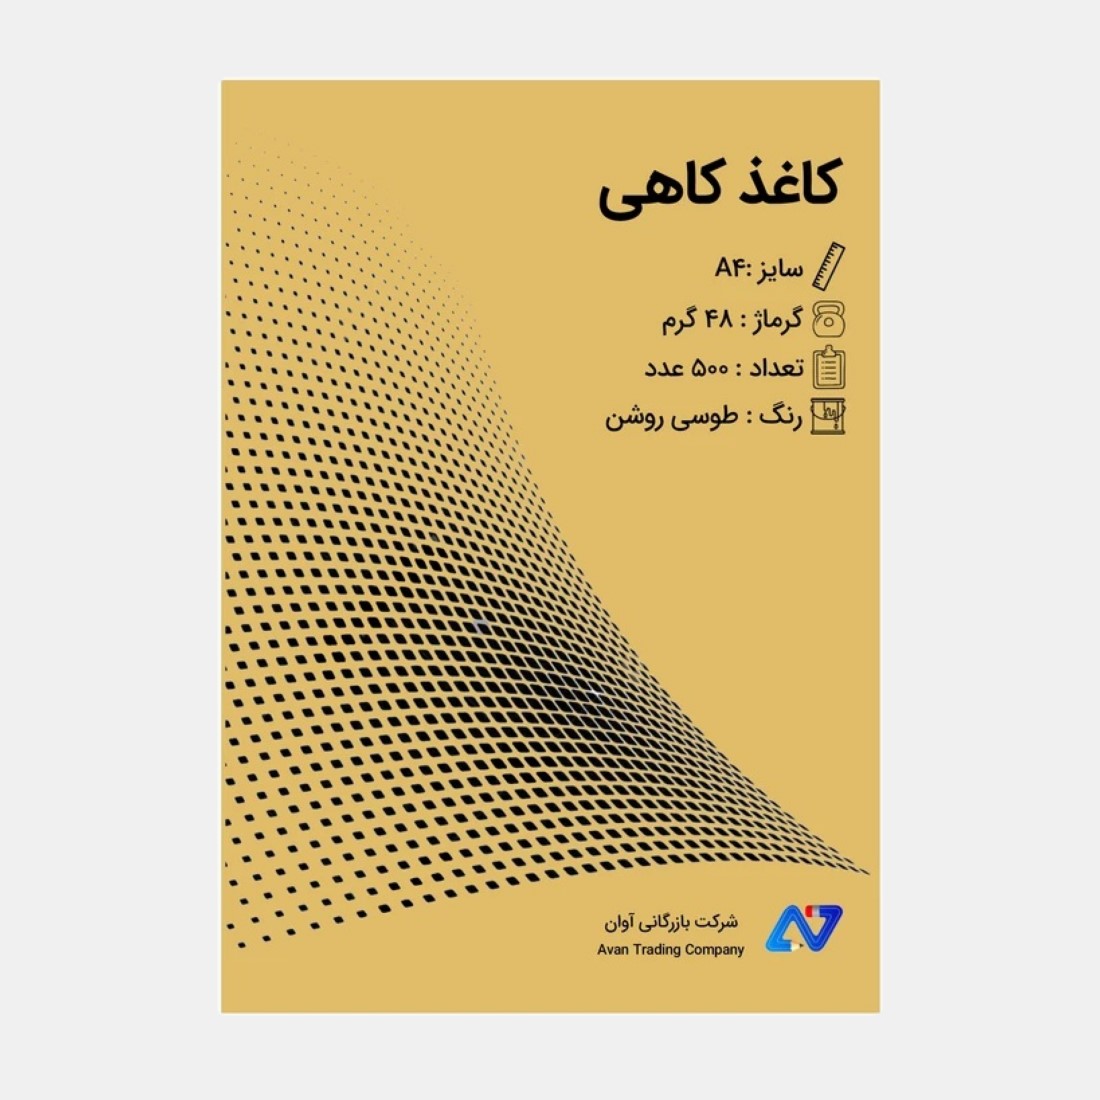 کاغذ کاهی
سایز :A۴
گرماژ : ۴۸ گرم
تعداد : ۵۰۰ عدد
رنگ : طوسی روشن
شرکت بازرگانی آوان
Avan Trading Company